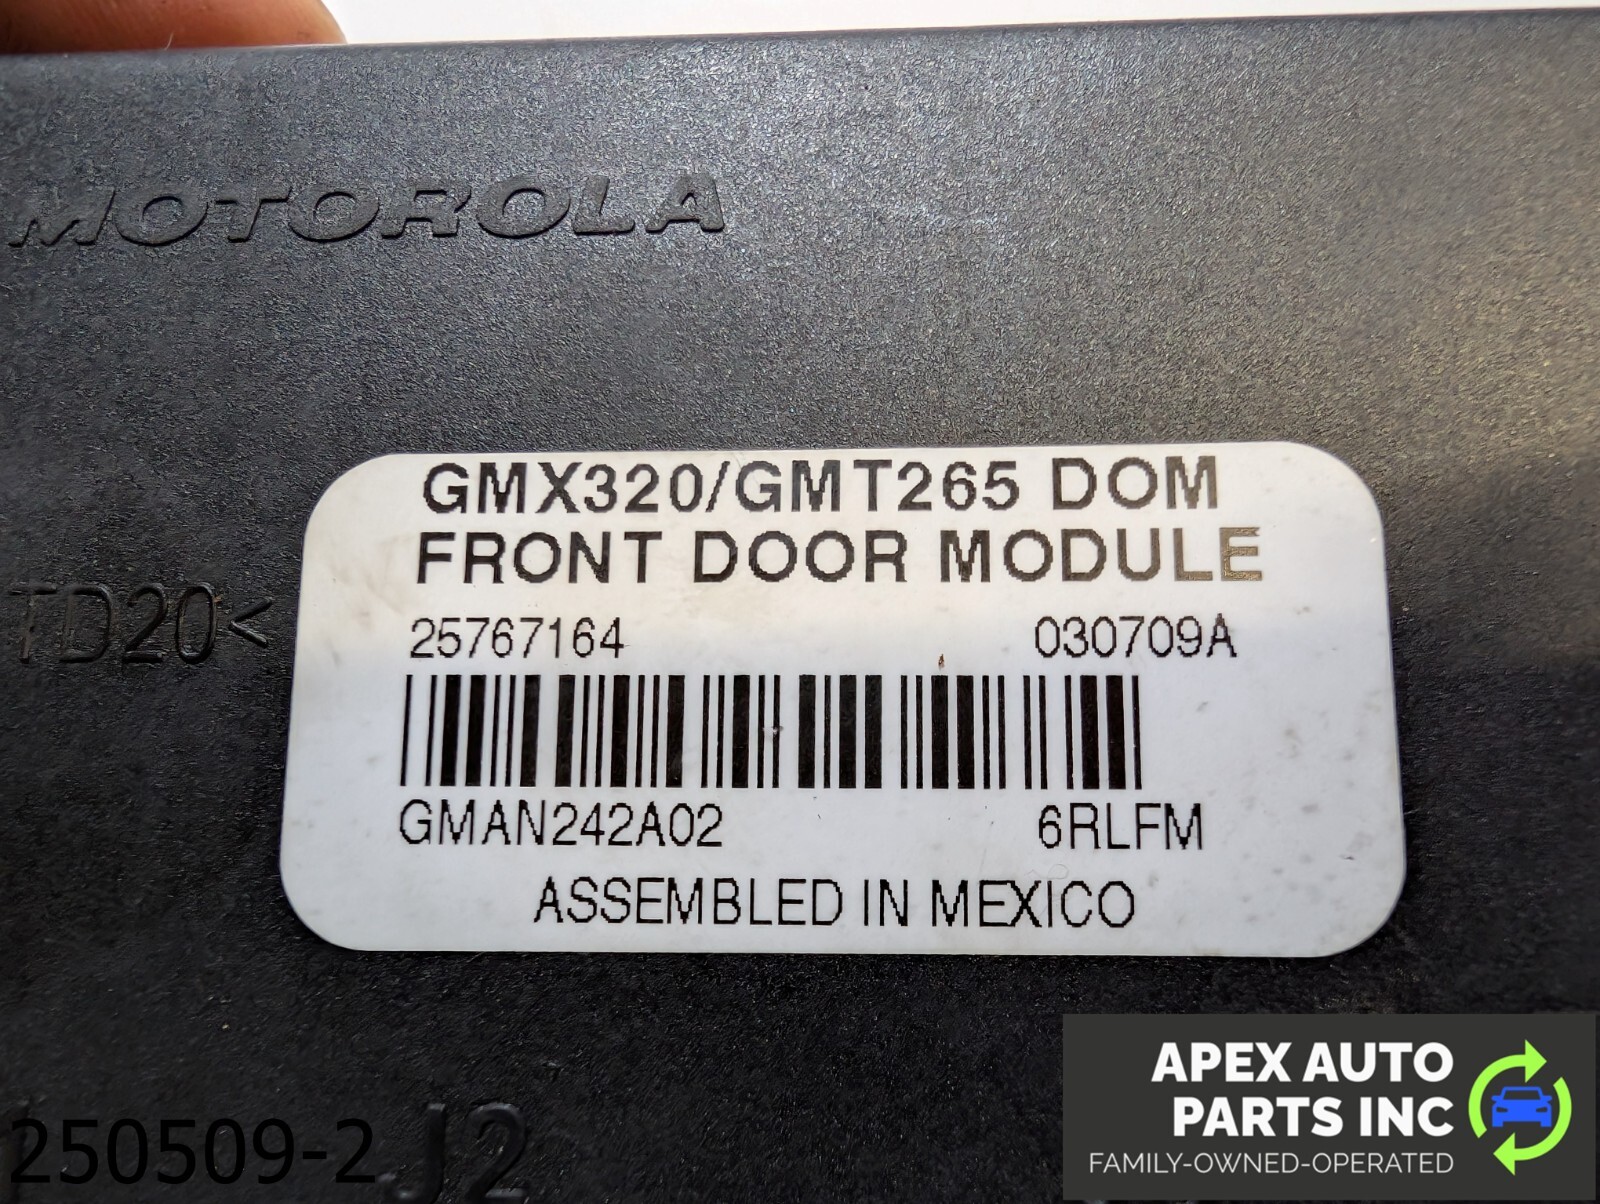 MOTOROLA
GMX320/GMT265 DOM
FRONT DOOR MODULE
25767164 030709A
TD20<
GMAN242A02 6RLFM
ASSEMBLED IN MEXICO
J2
250509-2
APEX AUTO
PARTS INC
FAMILY-OWNED-OPERATED